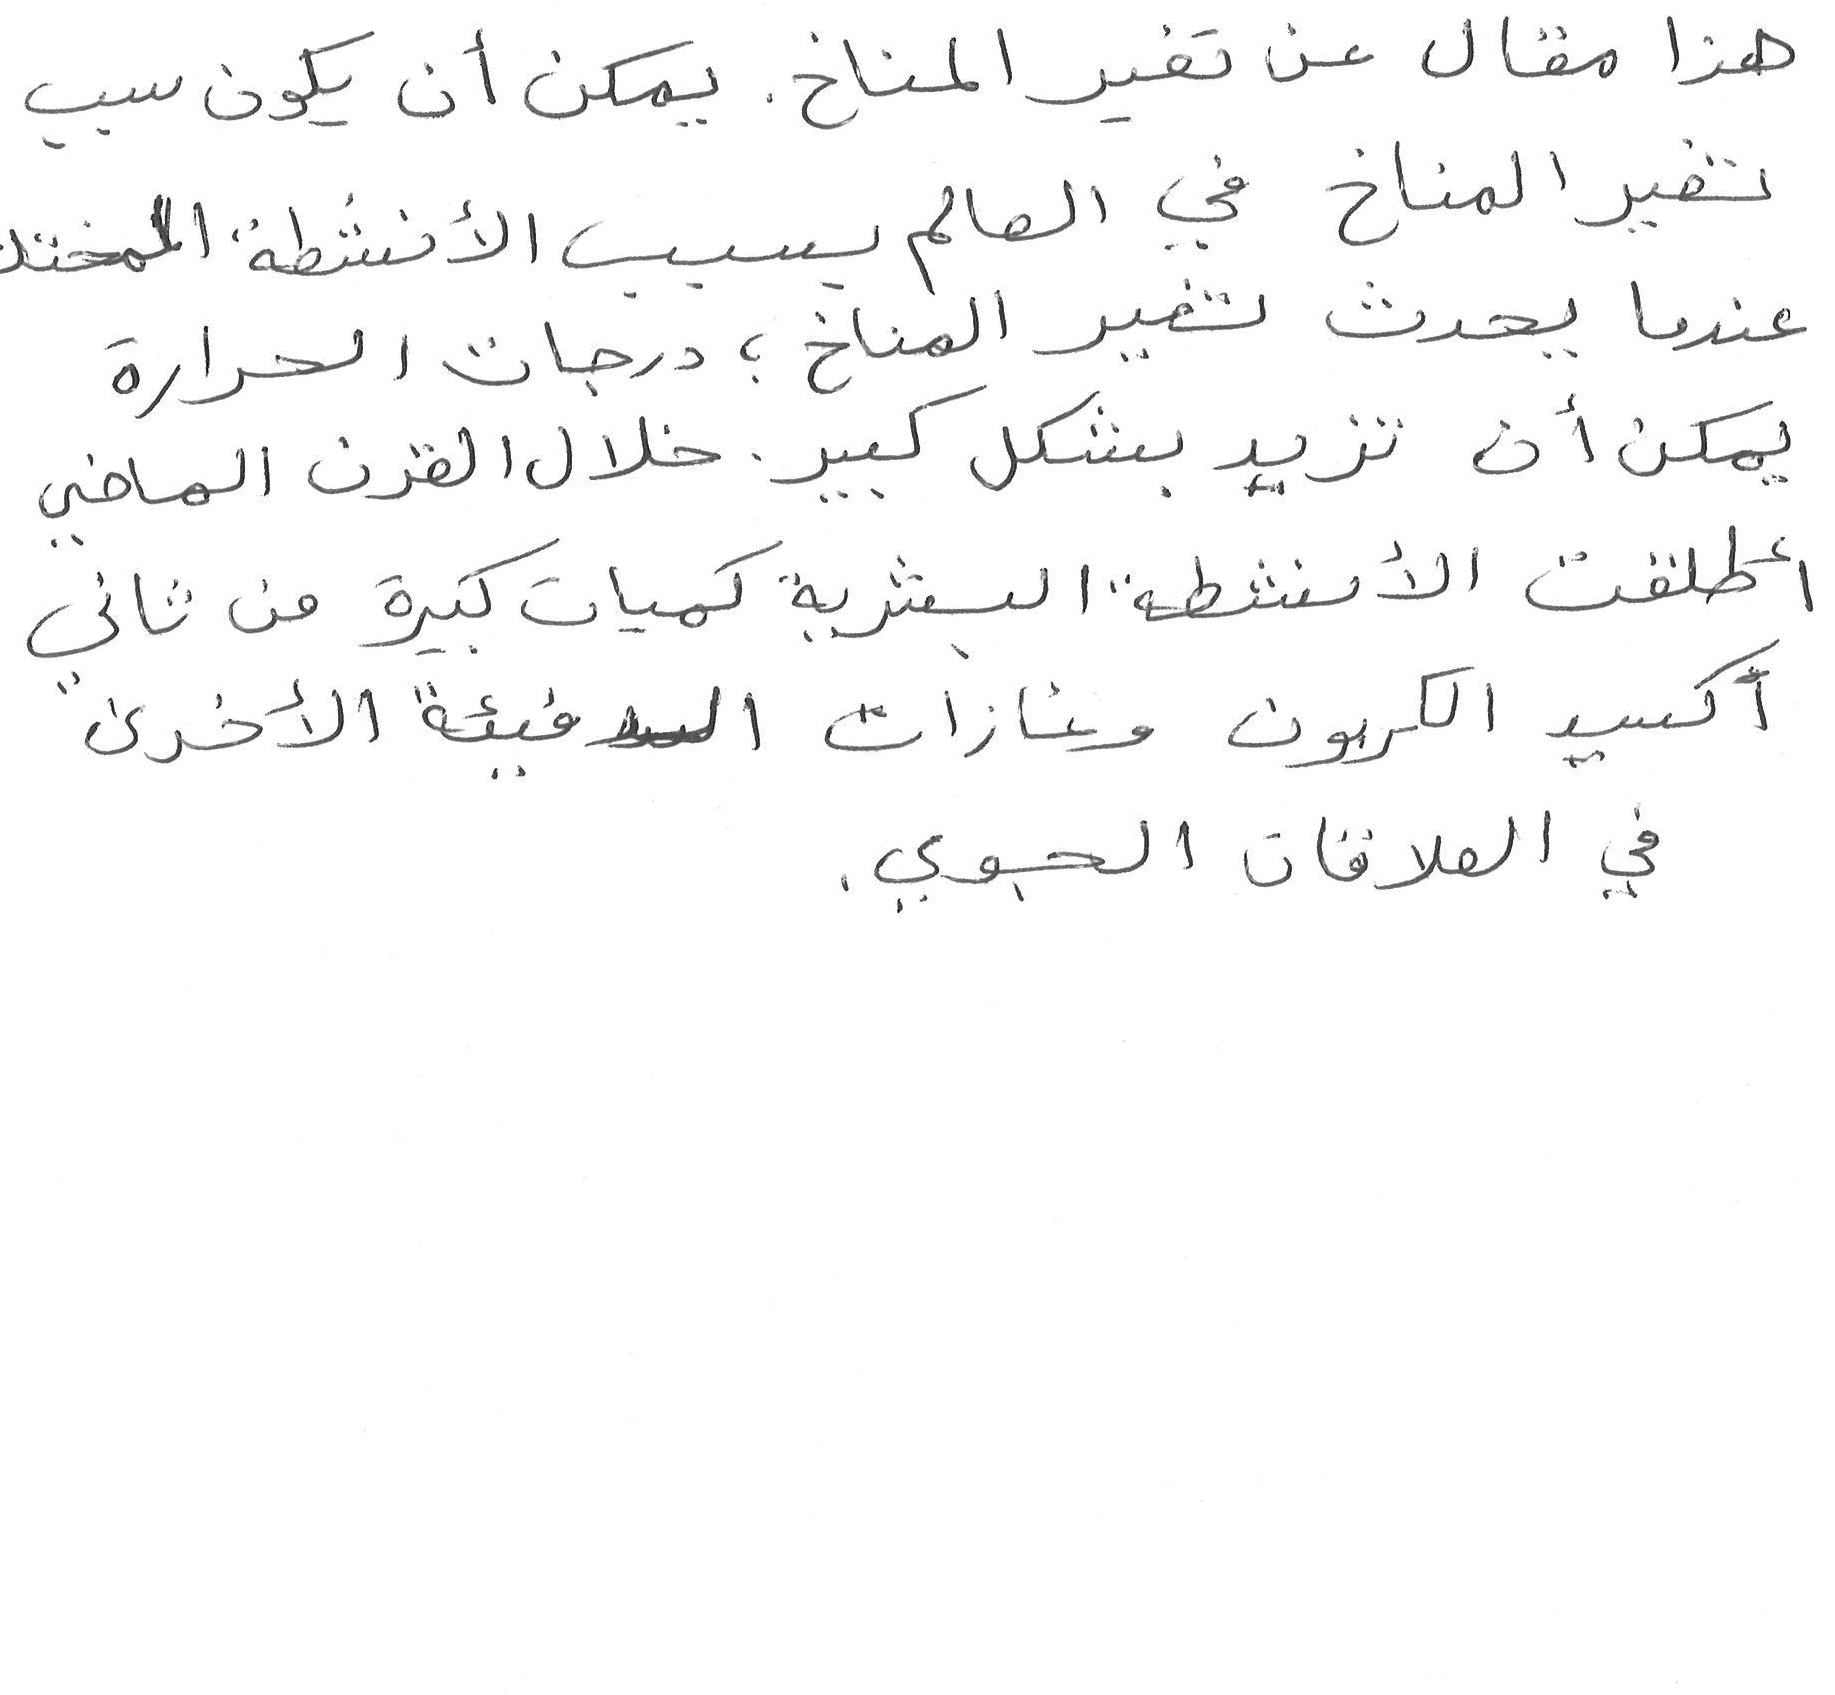 هذا مقال عن تغير المناخ. يمكن أن يكون سبب
تغير المناخ في العالم بسبب الأنشطة
عندما يحدث تغير المناخ، درجات الحرارة
يمكن أن تزيد بشكل كبير. خلال القرن الماضي
أطلقت الأنشطة البشرية كميات كبيرة من ثاني
أكسيد الكربون وغازات الدفيئة الأخرى
في العلاقات الجوي.